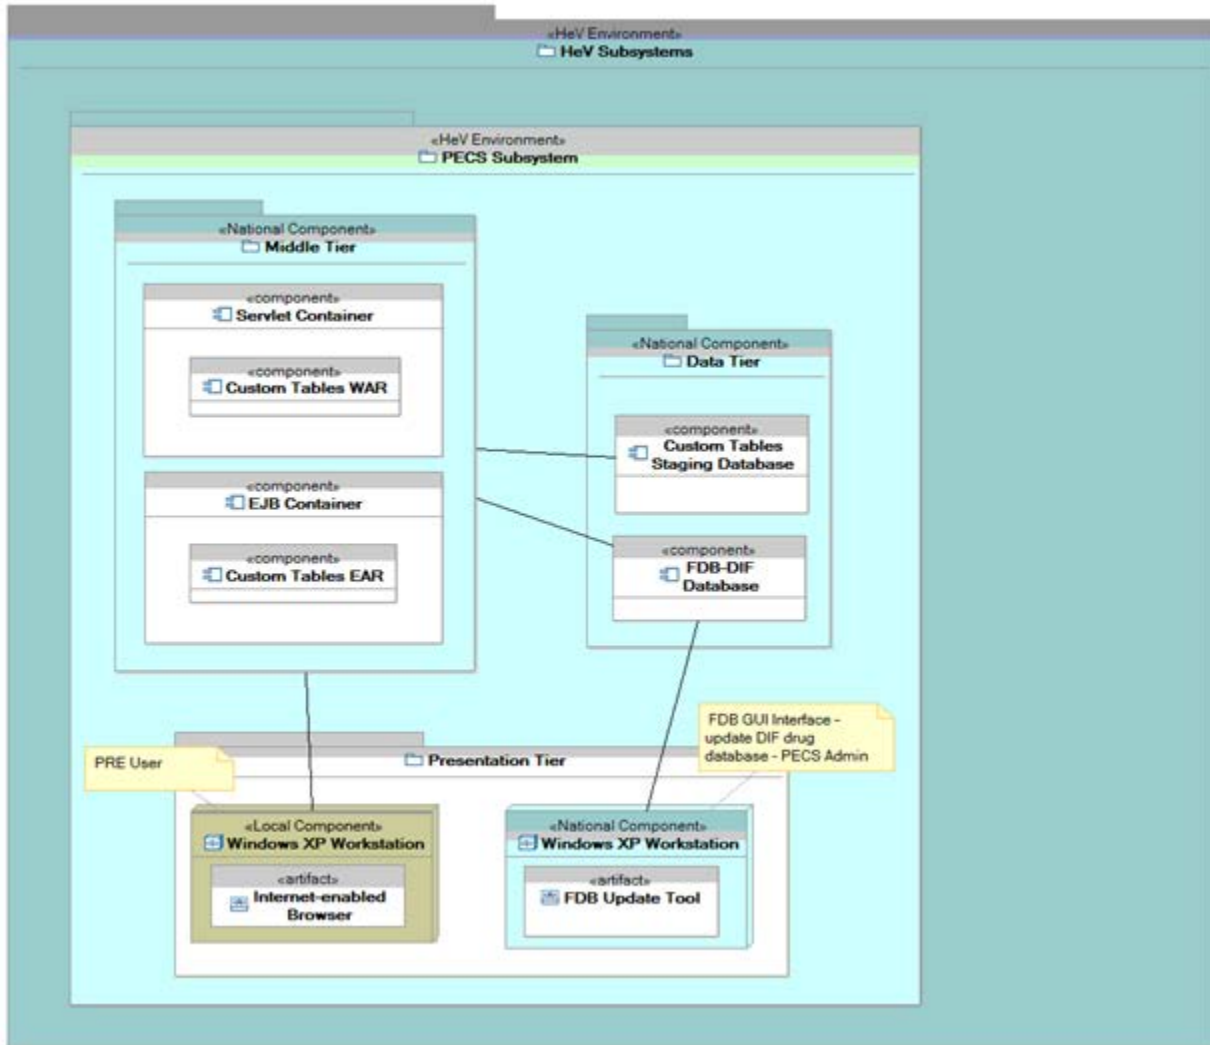 «HeV Environment»
HeV Subsystems
«HeV Environment»
PECS Subsystem
«National Component»
Middle Tier
«component»
Servlet Container
«component»
Custom Tables WAR
«component»
EJB Container
«component»
Custom Tables EAR
«National Component»
Data Tier
«component»
Custom Tables
Staging Database
«component»
FDB-DIF
Database
FDB GUI Interface -
update DIF drug
database - PECS Admin
PRE User
Presentation Tier
«Local Component»
Windows XP Workstation
«artifact»
Internet-enabled
Browser
«National Component»
Windows XP Workstation
«artifact»
FDB Update Tool